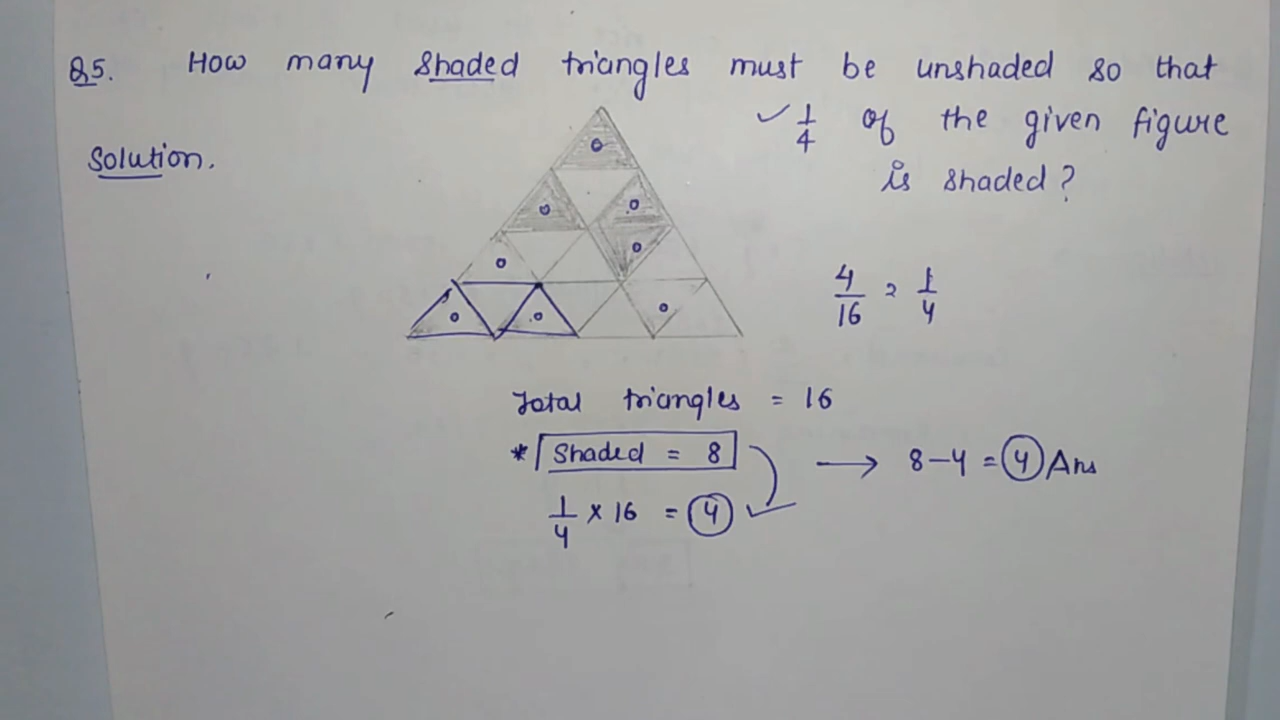 Q5. How many shaded triangles must be unshaded so that
✓ 1/4 of the given figure
is shaded?
Solution.
4/16 = 1/4
Total triangles = 16
* Shaded = 8 → 8-4 = 4 Ans
1/4 × 16 = 4